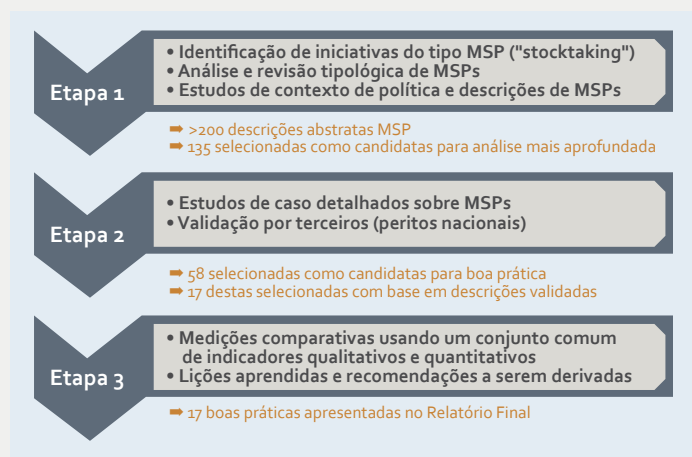 Etapa 1
• Identificação de iniciativas do tipo MSP ("stocktaking")
• Análise e revisão tipológica de MSPs
• Estudos de contexto de política e descrições de MSPs
➡ >200 descrições abstratas MSP
➡ 135 selecionadas como candidatas para análise mais aprofundada
Etapa 2
• Estudos de caso detalhados sobre MSPs
• Validação por terceiros (peritos nacionais)
➡ 58 selecionadas como candidatas para boa prática
➡ 17 destas selecionadas com base em descrições validadas
Etapa 3
• Medições comparativas usando um conjunto comum
de indicadores qualitativos e quantitativos
• Lições aprendidas e recomendações a serem derivadas
➡ 17 boas práticas apresentadas no Relatório Final